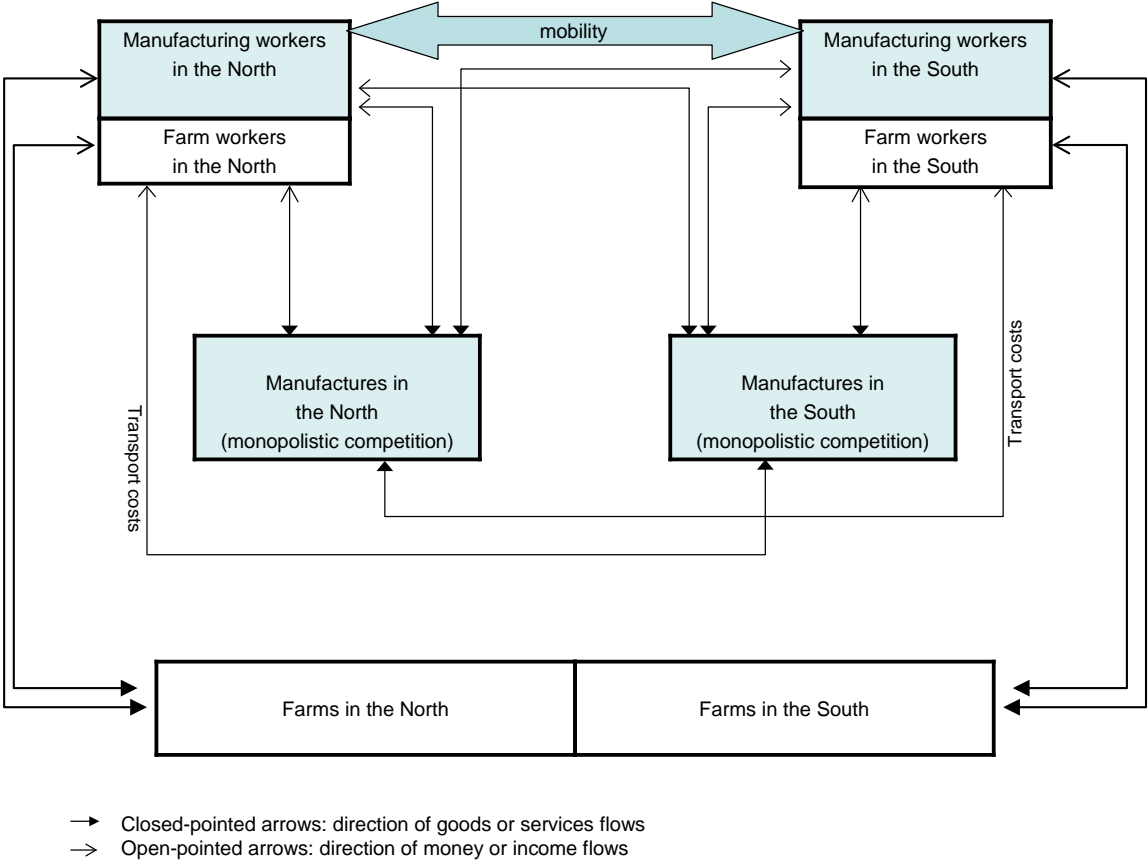 mobility
Manufacturing workers
in the North
Farm workers
in the North
Manufacturing workers
in the South
Farm workers
in the South
Manufactures in
the North
(monopolistic competition)
Manufactures in
the South
(monopolistic competition)
Transport costs
Transport costs
Farms in the North
Farms in the South
Closed-pointed arrows: direction of goods or services flows
Open-pointed arrows: direction of money or income flows